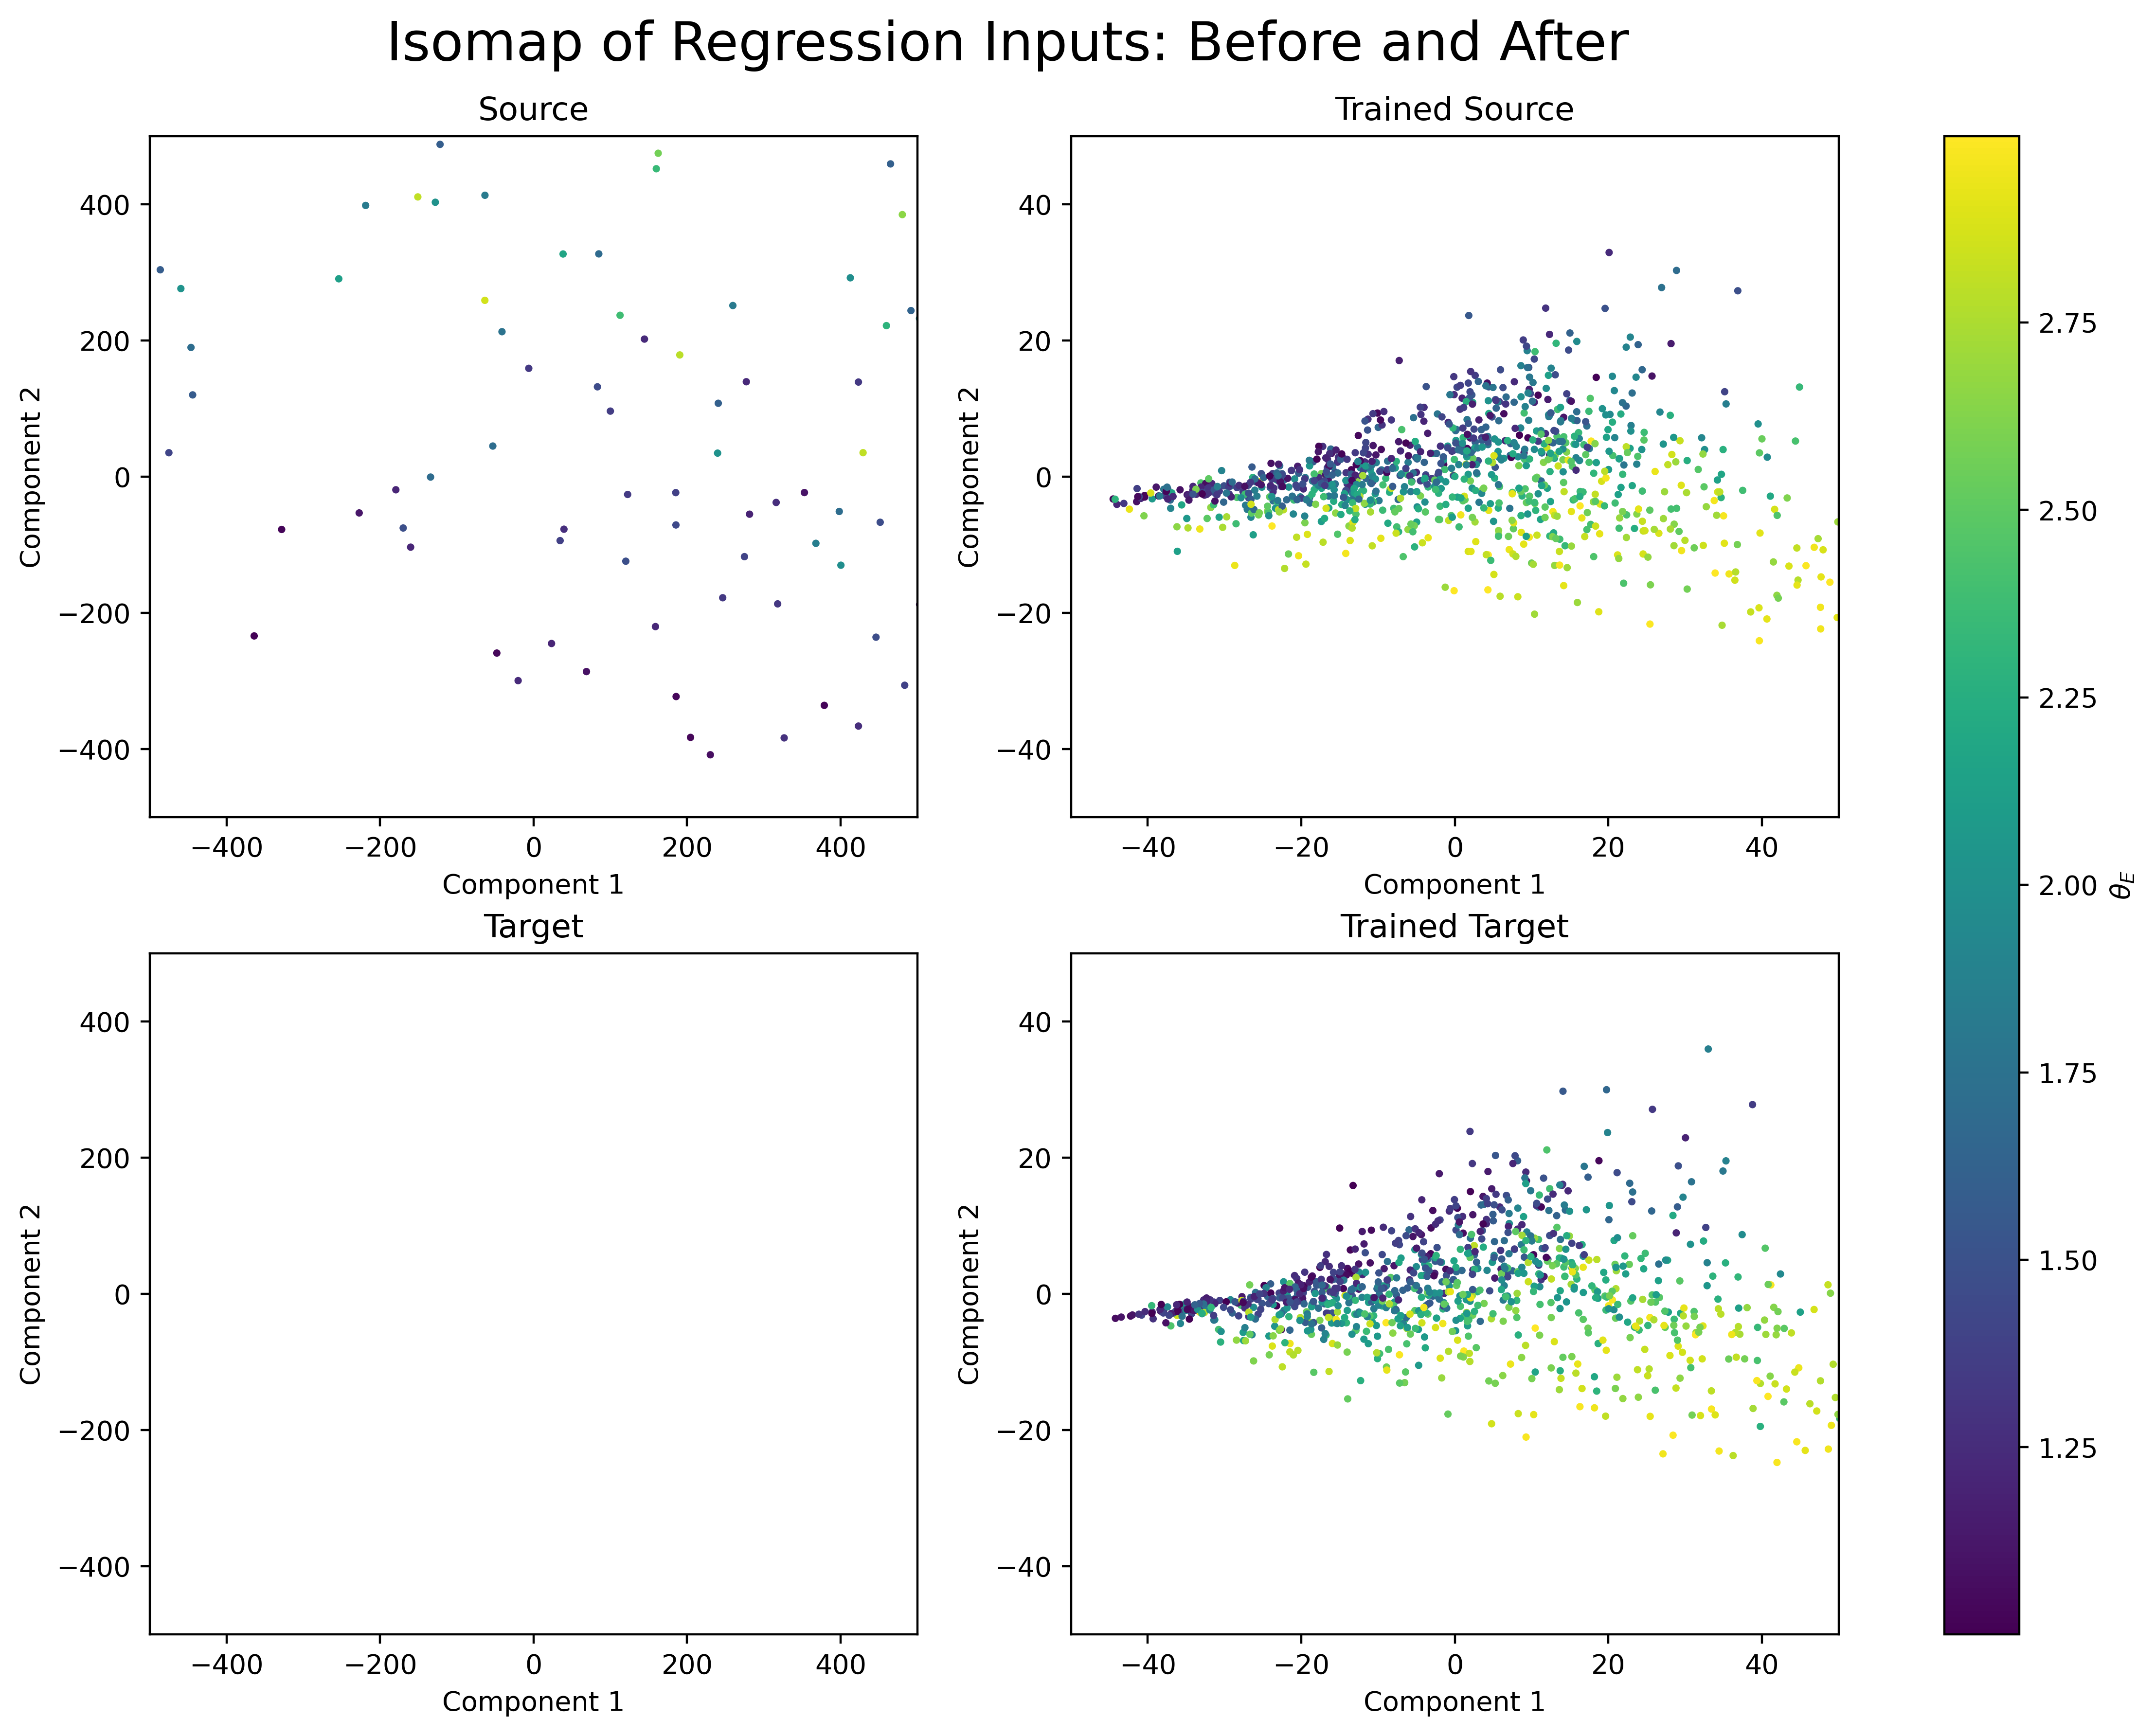 Isomap of Regression Inputs: Before and After
Source
400
200
0
−200
−400
Component 2
−400 −200 0 200 400
Component 1
Trained Source
40
20
0
−20
−40
Component 2
−40 −20 0 20 40
Component 1
Target
400
200
0
−200
−400
Component 2
−400 −200 0 200 400
Component 1
Trained Target
40
20
0
−20
−40
Component 2
−40 −20 0 20 40
Component 1
2.75
2.50
2.25
2.00
1.75
1.50
1.25
θ_E